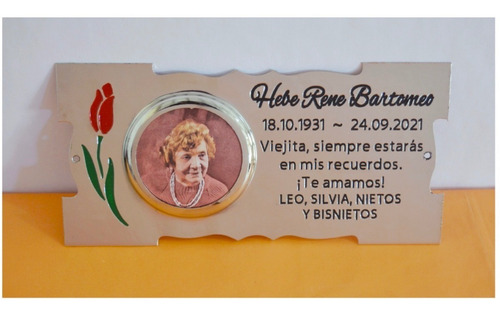 Hebe Rene Bartomeo
18.10.1931 ~ 24.09.2021
Viejita, siempre estarás
en mis recuerdos.
¡Te amamos!
LEO, SILVIA, NIETOS
Y BISNIETOS